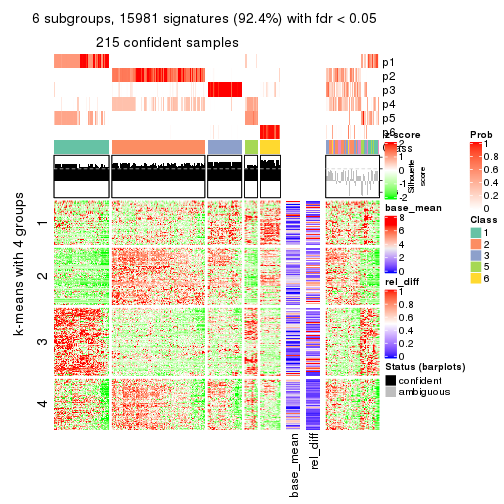 6 subgroups, 15981 signatures (92.4%) with fdr < 0.05
215 confident samples
p1
p2
p3
p4
p5
p6
Class
Silhouette
score
k-means with 4 groups
1
2
3
4
base_mean
rel_diff
z_score
2
1
0
-1
-2
base_mean
8
6
4
2
0
rel_diff
1
0.8
0.6
0.4
0.2
0
Status (barplots)
confident
ambiguous
Prob
1
0.8
0.6
0.4
0.2
0
Class
1
2
3
5
6